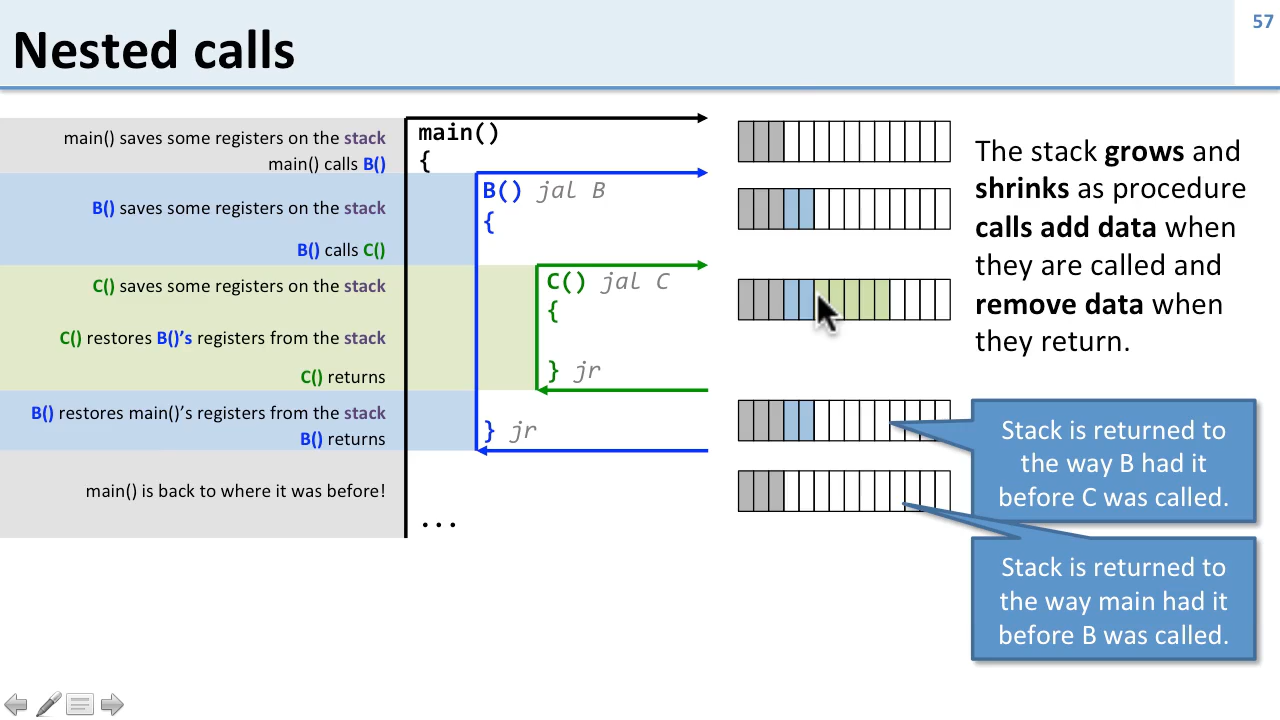 57
Nested calls
main() saves some registers on the stack
main() calls B()
B() saves some registers on the stack
B() calls C()
C() saves some registers on the stack
C() restores B()’s registers from the stack
C() returns
B() restores main()’s registers from the stack
B() returns
main() is back to where it was before!
main()
{
B() jal B
{
C() jal C
{
} jr
} jr
...
The stack grows and
shrinks as procedure
calls add data when
they are called and
remove data when
they return.
Stack is returned to
the way B had it
before C was called.
Stack is returned to
the way main had it
before B was called.